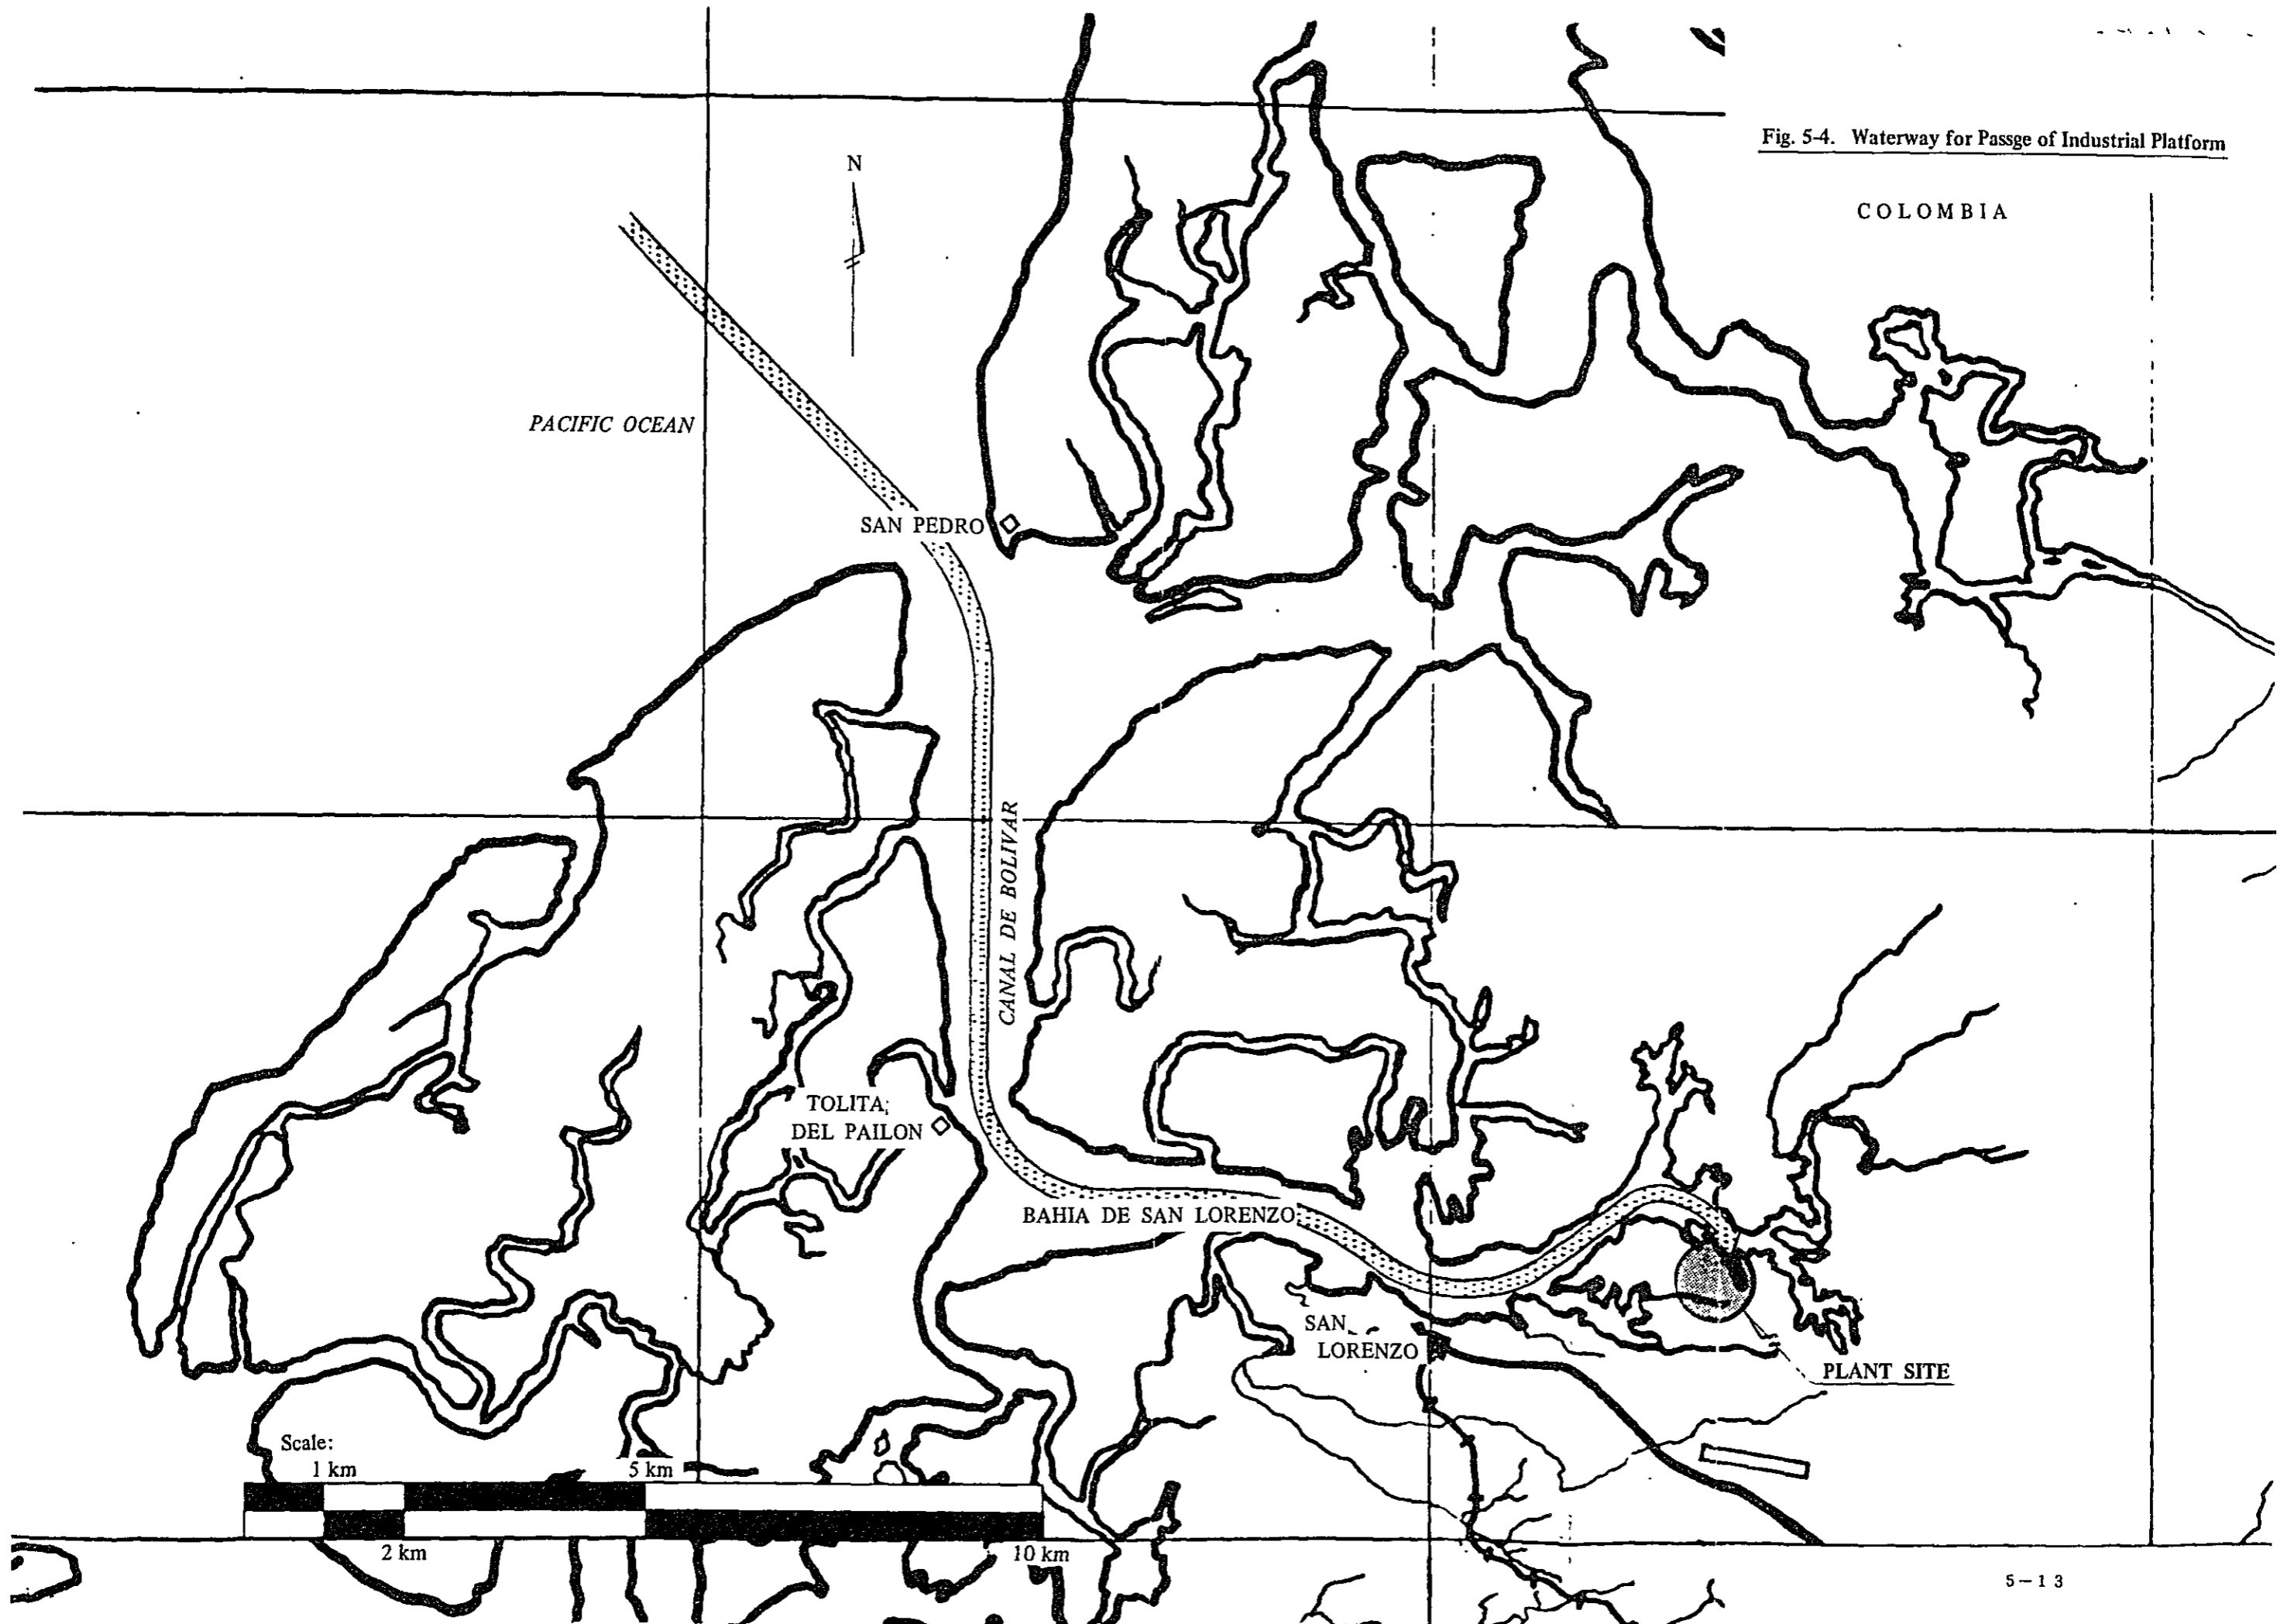 Fig. 5-4. Waterway for Passge of Industrial Platform
COLOMBIA
N
PACIFIC OCEAN
SAN PEDRO
CANAL DE BOLIVAR
TOLITA
DEL PAILON
BAHIA DE SAN LORENZO
SAN
LORENZO
PLANT SITE
Scale:
1 km
5 km
2 km
10 km
5-13